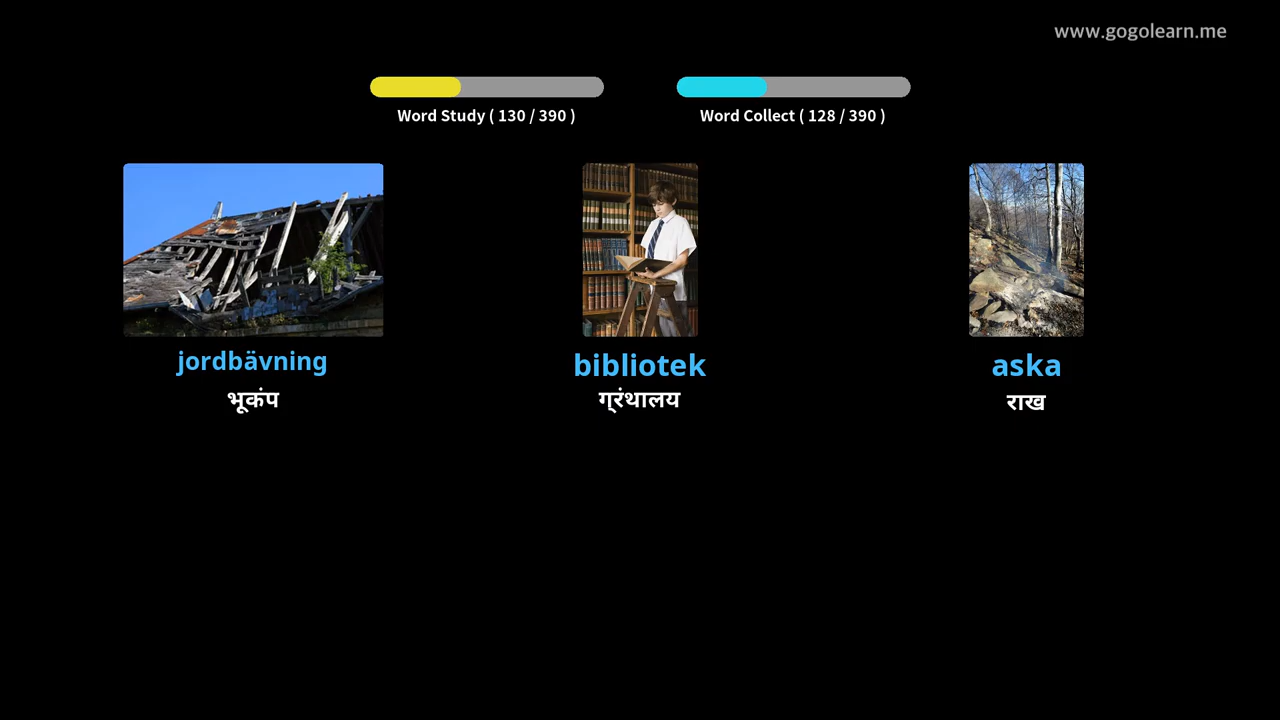 www.gogolearn.me
Word Study ( 130 / 390 )
Word Collect ( 128 / 390 )
jordbävning
bibliotek
aska
भूकंप
ग्रंथालय
राख